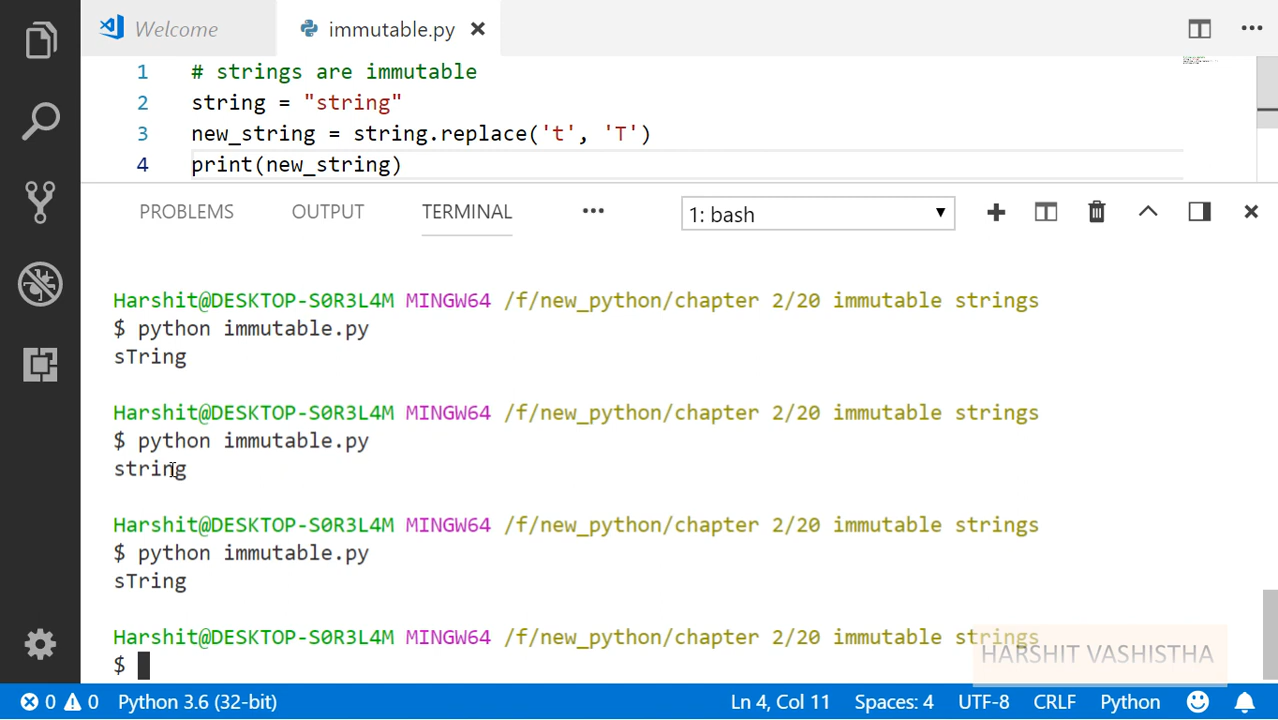 Welcome immutable.py
1 # strings are immutable
2 string = "string"
3 new_string = string.replace('t', 'T')
4 print(new_string)
PROBLEMS OUTPUT TERMINAL ••• 1: bash
Harshit@DESKTOP-S0R3L4M MINGW64 /f/new_python/chapter 2/20 immutable strings
$ python immutable.py
sTring
Harshit@DESKTOP-S0R3L4M MINGW64 /f/new_python/chapter 2/20 immutable strings
$ python immutable.py
string
Harshit@DESKTOP-S0R3L4M MINGW64 /f/new_python/chapter 2/20 immutable strings
$ python immutable.py
sTring
Harshit@DESKTOP-S0R3L4M MINGW64 /f/new_python/chapter 2/20 immutable strings
$
HARSHIT VASHISTHA
0 0 Python 3.6 (32-bit) Ln 4, Col 11 Spaces: 4 UTF-8 CRLF Python